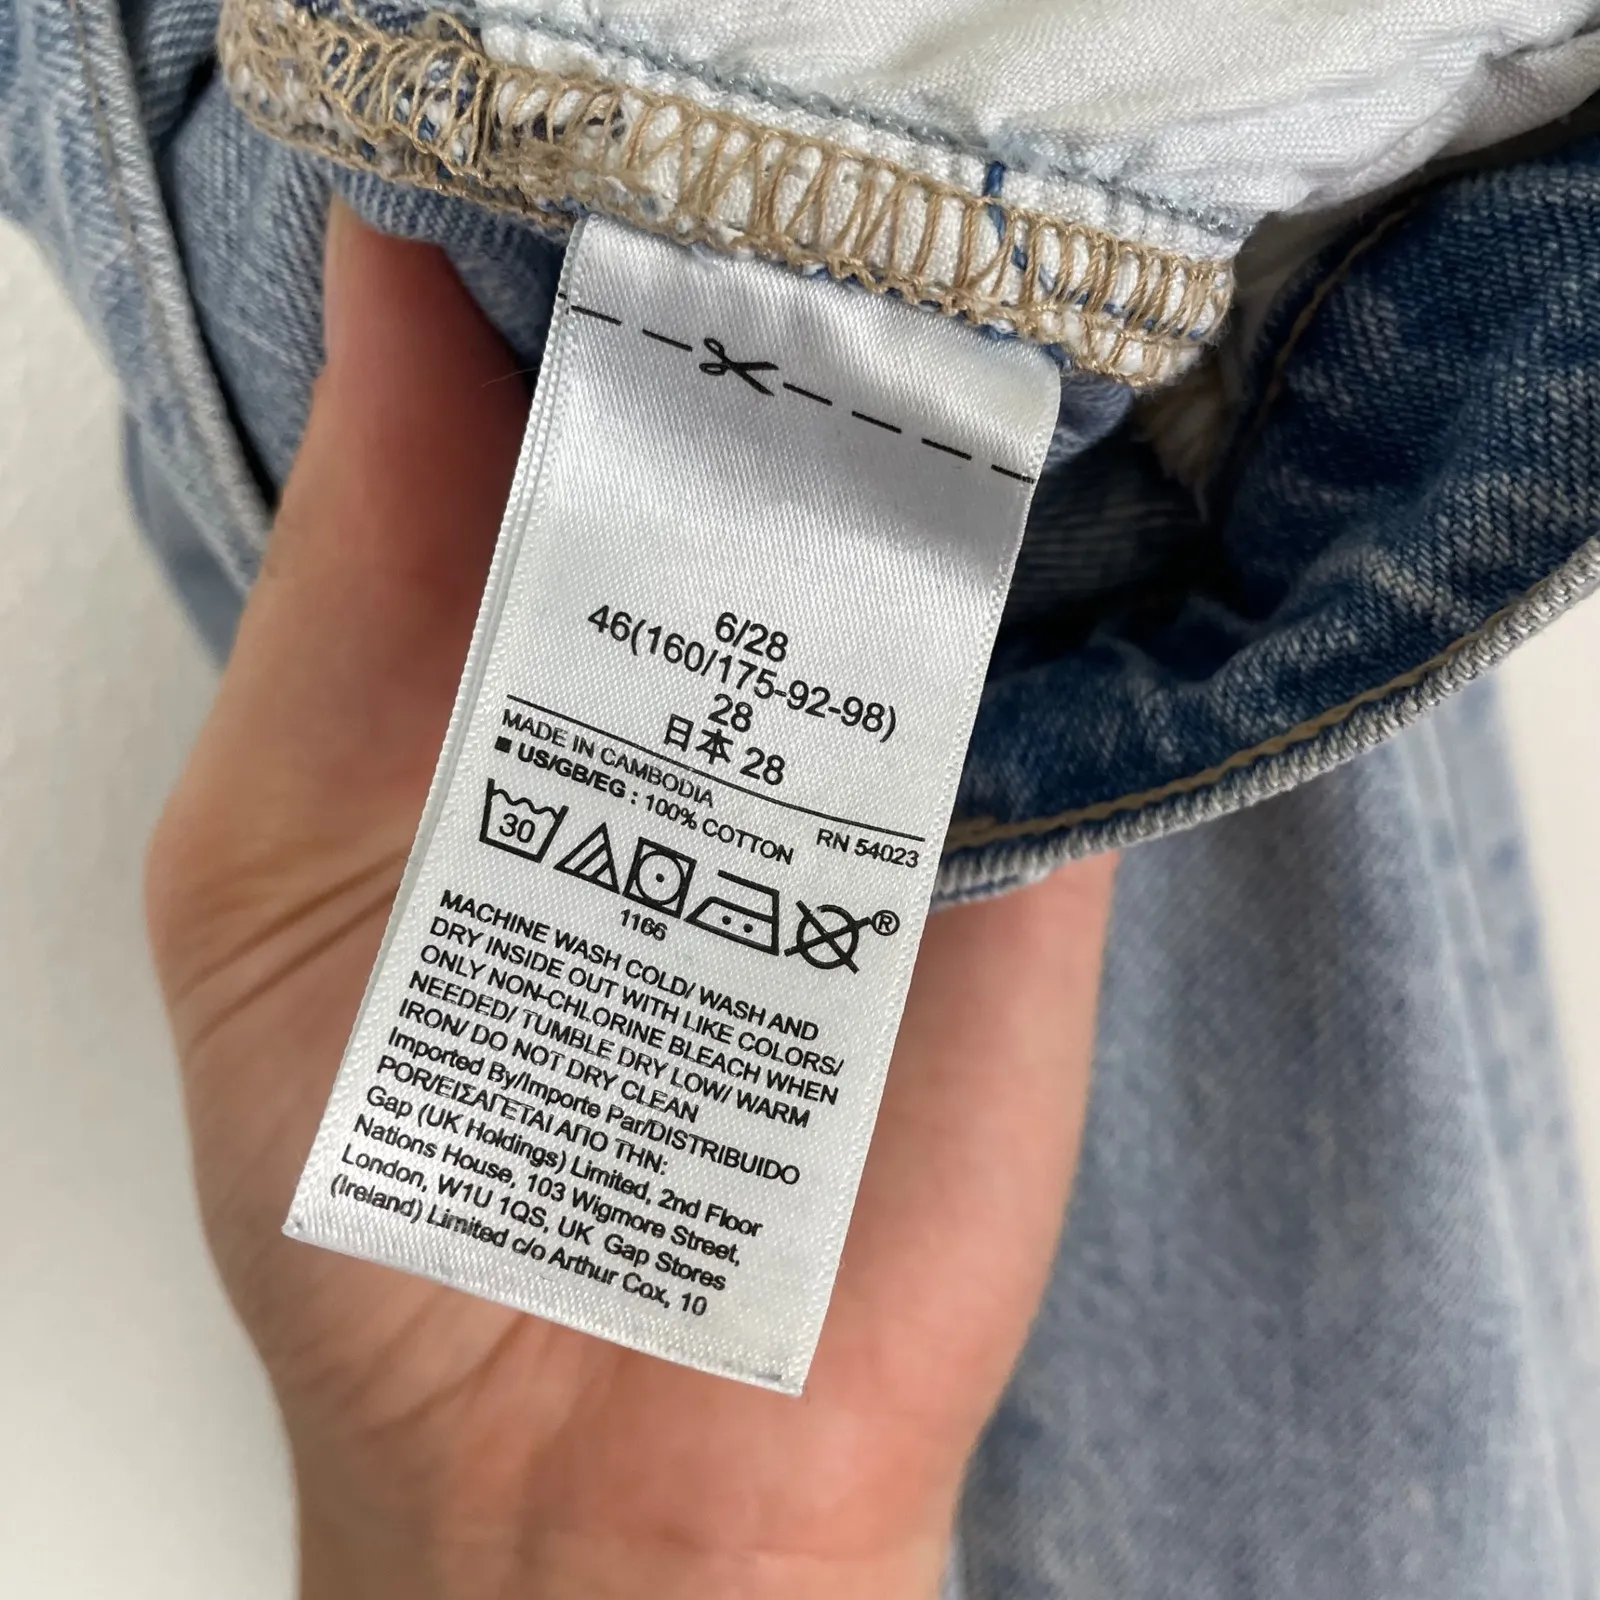 6/28
46(160/175-92-98)
28
日本 28
MADE IN CAMBODIA
RN 54023
■ US/GB/EG : 100% COTTON
30
®
1166
MACHINE WASH COLD/ WASH AND
DRY INSIDE OUT WITH LIKE COLORS/
ONLY NON-CHLORINE BLEACH WHEN
NEEDED/ TUMBLE DRY LOW/ WARM
IRON/ DO NOT DRY CLEAN
Imported By/Importe Par/DISTRIBUIDO
POR/ΕΙΣΑΓΕΤΑΙ ΑΠΟ ΤΗΝ:
Gap (UK Holdings) Limited, 2nd Floor
Nations House, 103 Wigmore Street,
London, W1U 1QS, UK Gap Stores
(Ireland) Limited c/o Arthur Cox, 10